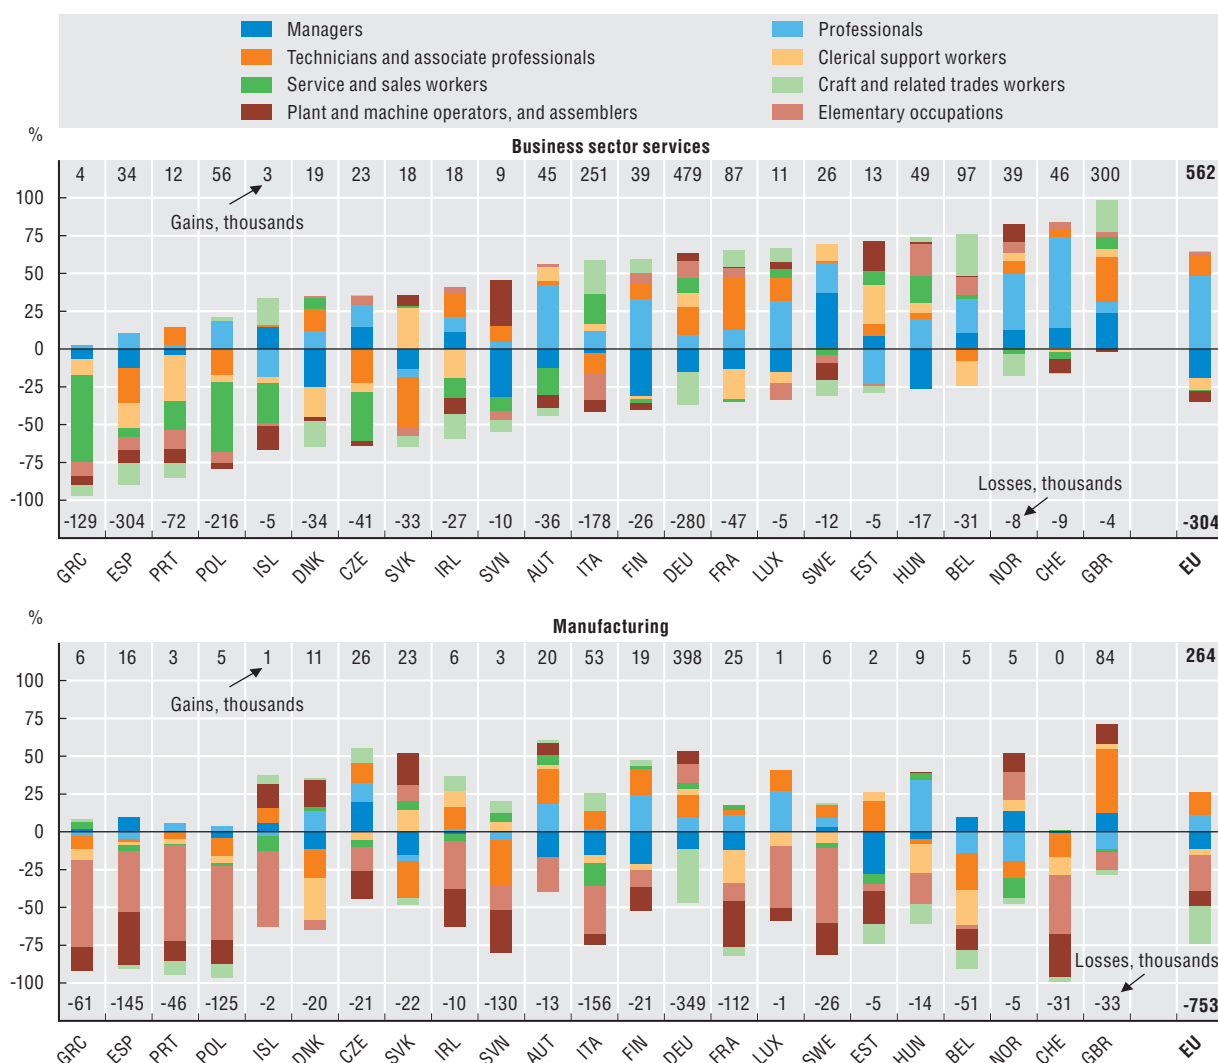 Managers Professionals
Technicians and associate professionals Clerical support workers
Service and sales workers Craft and related trades workers
Plant and machine operators, and assemblers Elementary occupations
%
Business sector services
4 34 12 56 3 19 23 18 18 9 45 251 39 479 87 11 26 13 49 97 39 46 300 562
100
Gains, thousands
75
50
25
0
-25
-50
-75
Losses, thousands
-100
-129 -304 -72 -216 -5 -34 -41 -33 -27 -10 -36 -178 -26 -280 -47 -5 -12 -5 -17 -31 -8 -9 -4 -304
GRC ESP PRT POL ISL DNK CZE SVK IRL SVN AUT ITA FIN DEU FRA LUX SWE EST HUN BEL NOR CHE GBR EU
%
Manufacturing
6 16 3 5 1 11 26 23 6 3 20 53 19 398 25 1 6 2 9 5 5 0 84 264
Gains, thousands
100
75
50
25
0
-25
-50
-75
Losses, thousands
-100
-61 -145 -46 -125 -2 -20 -21 -22 -10 -130 -13 -156 -21 -349 -112 -1 -26 -5 -14 -51 -5 -31 -33 -753
GRC ESP PRT POL ISL DNK CZE SVK IRL SVN AUT ITA FIN DEU FRA LUX SWE EST HUN BEL NOR CHE GBR EU